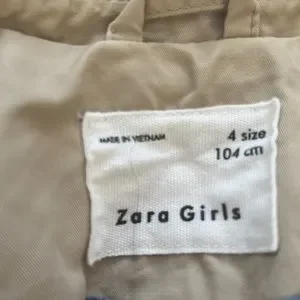 MADE IN VIETNAM
4 size
104 cm
Zara Girls